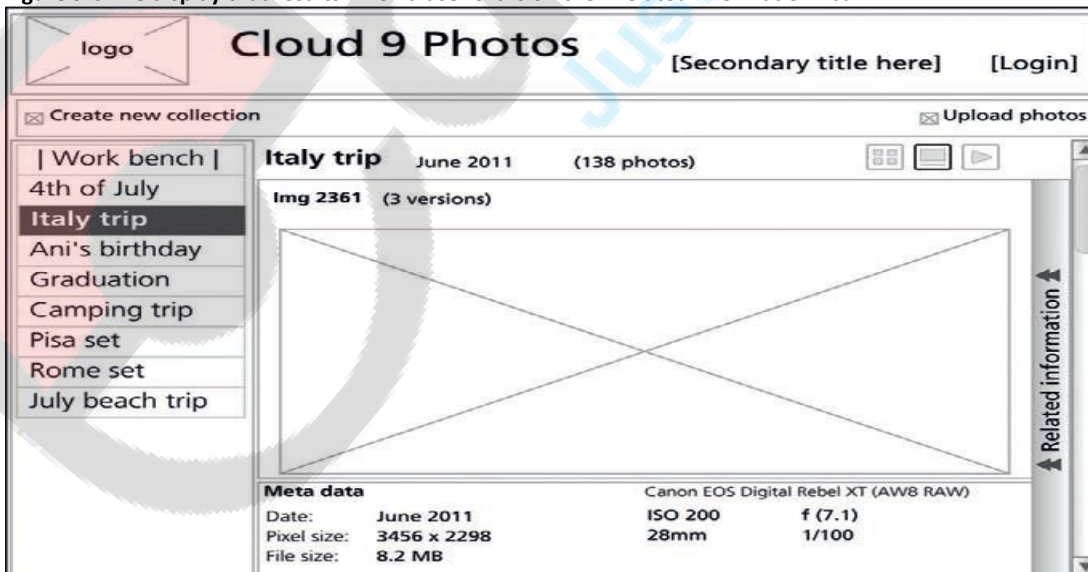 logo
Cloud 9 Photos
[Secondary title here] [Login]
Create new collection
Upload photos
| Work bench |
4th of July
Italy trip
Ani's birthday
Graduation
Camping trip
Pisa set
Rome set
July beach trip
Italy trip June 2011 (138 photos)
Img 2361 (3 versions)
Related information
Meta data
Date: June 2011
Pixel size: 3456 x 2298
File size: 8.2 MB
Canon EOS Digital Rebel XT (AW8 RAW)
ISO 200 f (7.1)
28mm 1/100